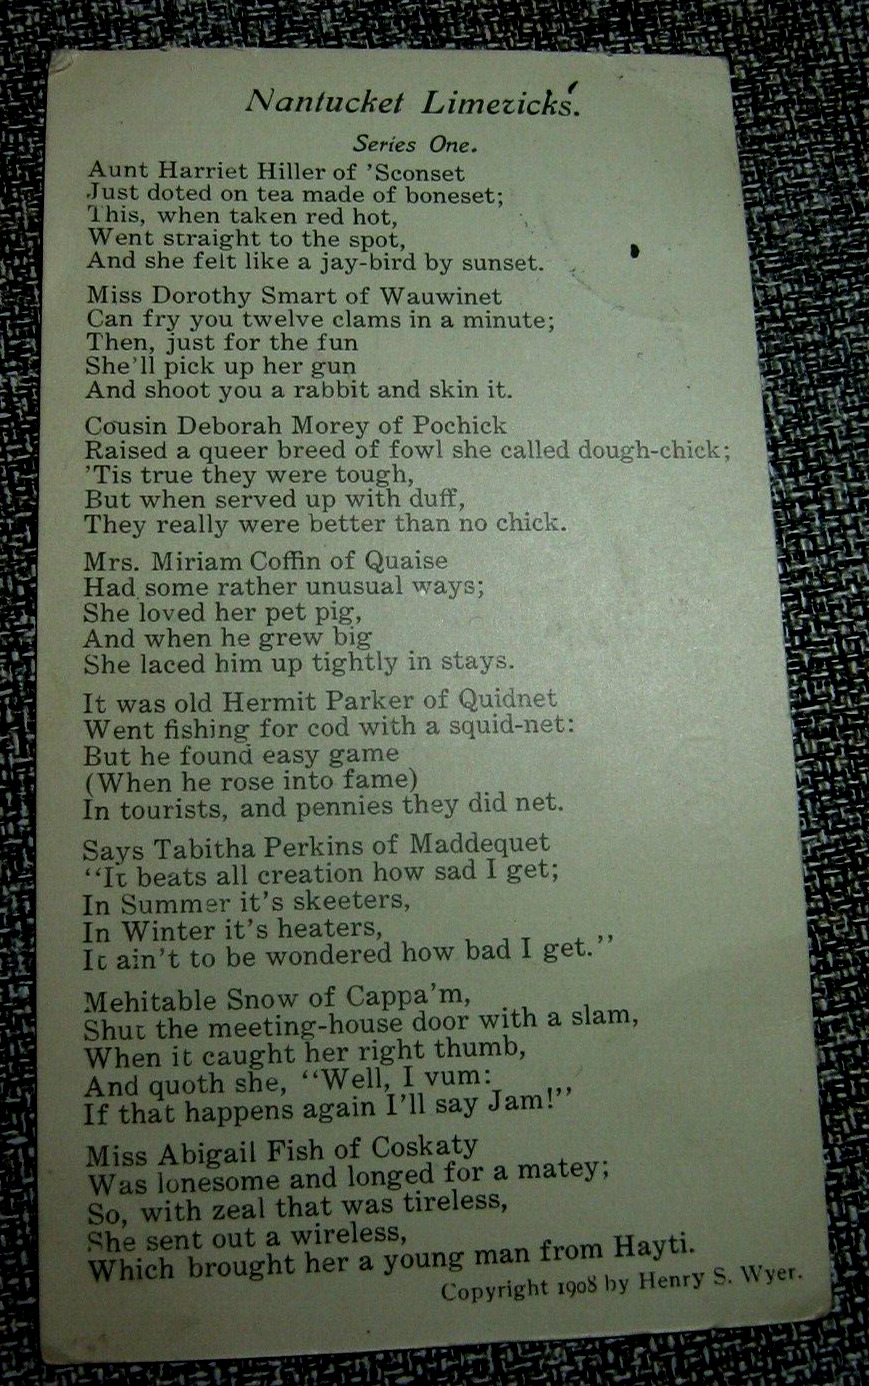 Nantucket Limericks.
Series One.
Aunt Harriet Hiller of 'Sconset
Just doted on tea made of boneset;
This, when taken red hot,
Went straight to the spot,
And she felt like a jay-bird by sunset.
Miss Dorothy Smart of Wauwinet
Can fry you twelve clams in a minute;
Then, just for the fun
She'll pick up her gun
And shoot you a rabbit and skin it.
Cousin Deborah Morey of Pochick
Raised a queer breed of fowl she called dough-chick;
'Tis true they were tough,
But when served up with duff,
They really were better than no chick.
Mrs. Miriam Coffin of Quaise
Had some rather unusual ways;
She loved her pet pig,
And when he grew big
She laced him up tightly in stays.
It was old Hermit Parker of Quidnet
Went fishing for cod with a squid-net:
But he found easy game
(When he rose into fame)
In tourists, and pennies they did net.
Says Tabitha Perkins of Maddequet
"It beats all creation how sad I get;
In Summer it's skeeters,
In Winter it's heaters,
It ain't to be wondered how bad I get."
Mehitable Snow of Cappa'm,
Shut the meeting-house door with a slam,
When it caught her right thumb,
And quoth she, "Well, I vum:
If that happens again I'll say Jam!"
Miss Abigail Fish of Coskaty
Was lonesome and longed for a matey;
So, with zeal that was tireless,
She sent out a wireless,
Which brought her a young man from Hayti.
Copyright 1908 by Henry S. Wyer.